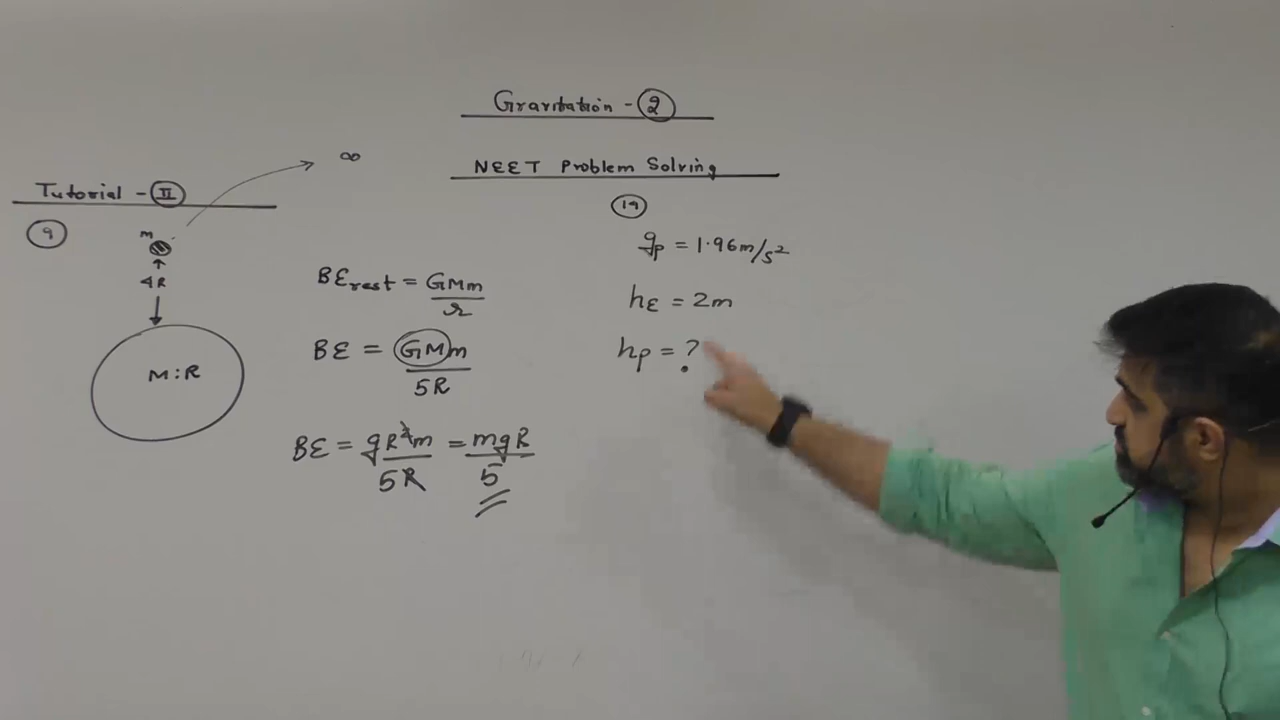 Gravitation - 2
NEET Problem Solving
Tutorial - II
9
m
∞
4R
M:R
BE_rest = GMm/r
BE = GMm/5R
BE = gR²m/5R = mgR/5
19
g_p = 1.96m/s²
h_E = 2m
h_p = ?